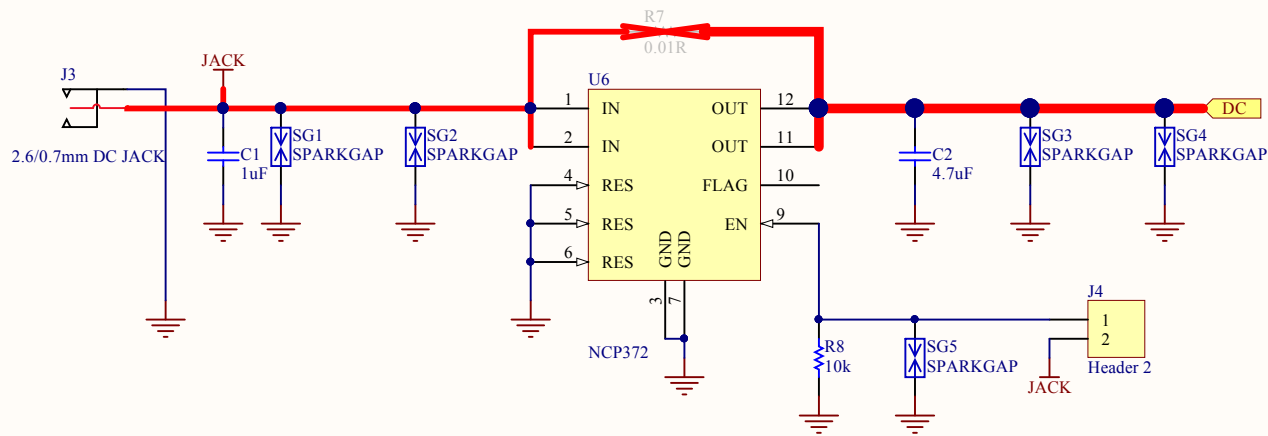 R7
0.01R
JACK
J3
2.6/0.7mm DC JACK
C1
1uF
SG1
SPARKGAP
SG2
SPARKGAP
U6
1 IN OUT 12
2 IN OUT 11
4 RES FLAG 10
5 RES EN 9
6 RES
GND
GND
3
7
NCP372
DC
C2
4.7uF
SG3
SPARKGAP
SG4
SPARKGAP
R8
10k
SG5
SPARKGAP
J4
1
2
Header 2
JACK